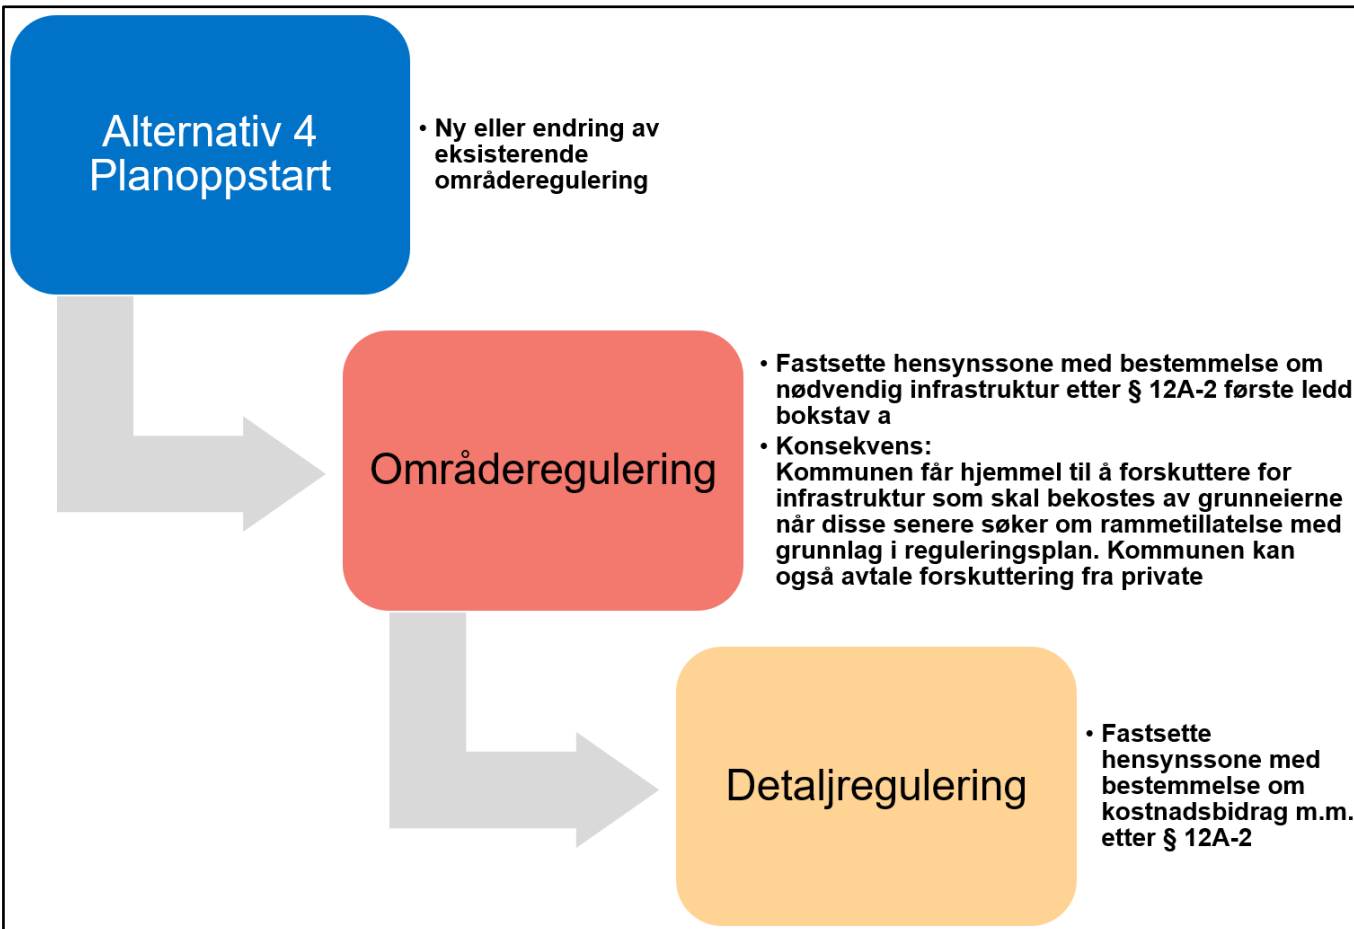 Alternativ 4
Planoppstart
• Ny eller endring av
eksisterende
områderegulering
Områderegulering
• Fastsette hensynssone med bestemmelse om
nødvendig infrastruktur etter § 12A-2 første ledd
bokstav a
• Konsekvens:
Kommunen får hjemmel til å forskuttere for
infrastruktur som skal bekostes av grunneierne
når disse senere søker om rammetillatelse med
grunnlag i reguleringsplan. Kommunen kan
også avtale forskuttering fra private
Detaljregulering
• Fastsette
hensynssone med
bestemmelse om
kostnadsbidrag m.m.
etter § 12A-2